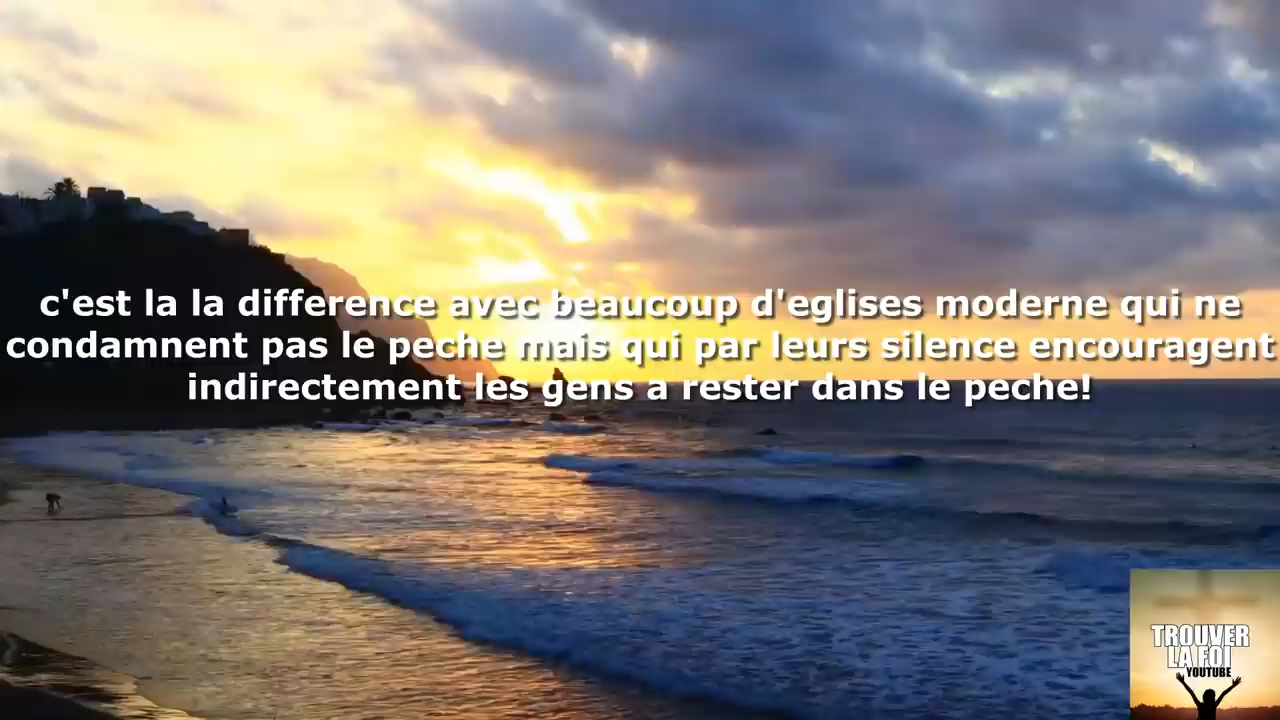 c'est la la difference avec beaucoup d'eglises moderne qui ne
condamnent pas le peche mais qui par leurs silence encouragent
indirectement les gens a rester dans le peche!
TROUVER
LA FOI
YOUTUBE